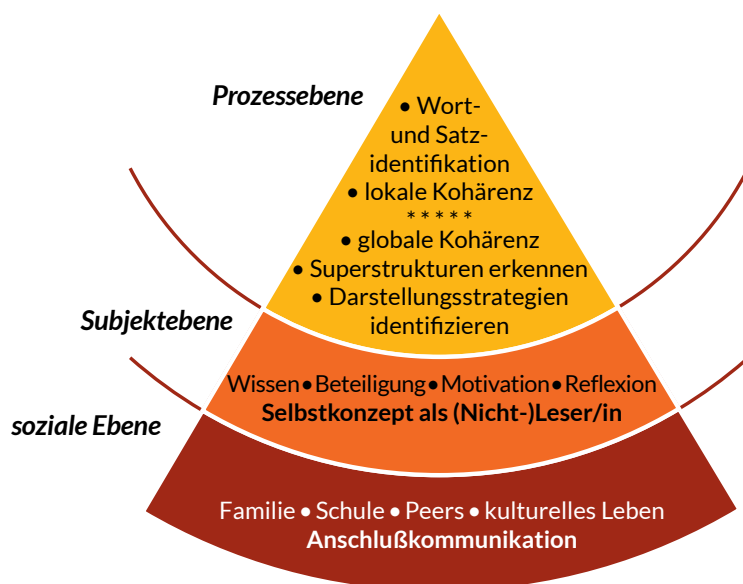 Prozessebene
• Wort-
und Satz-
identifikation
• lokale Kohärenz
* * * * *
• globale Kohärenz
• Superstrukturen erkennen
• Darstellungsstrategien
identifizieren
Subjektebene
Wissen • Beteiligung • Motivation • Reflexion
Selbstkonzept als (Nicht-)Leser/in
soziale Ebene
Familie • Schule • Peers • kulturelles Leben
Anschlußkommunikation